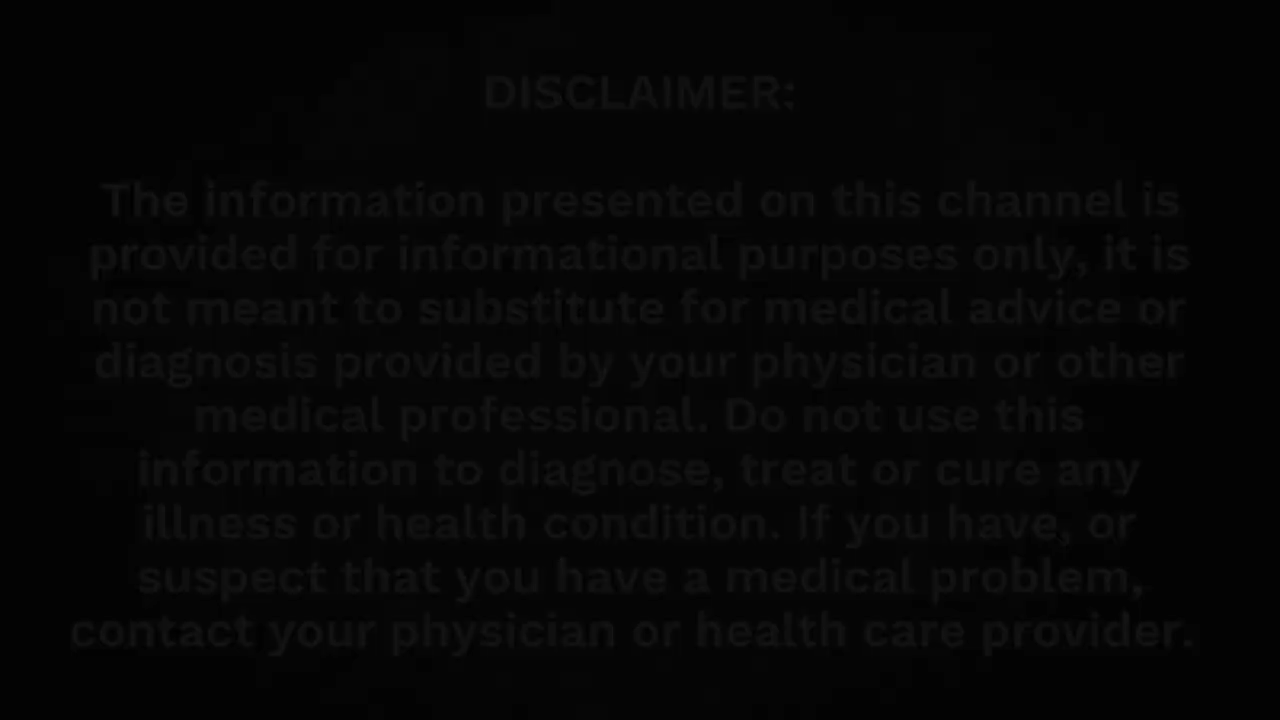 DISCLAIMER:
The information presented on this channel is
provided for informational purposes only, it is
not meant to substitute for medical advice or
diagnosis provided by your physician or other
medical professional. Do not use this
information to diagnose, treat or cure any
illness or health condition. If you have, or
suspect that you have a medical problem,
contact your physician or health care provider.